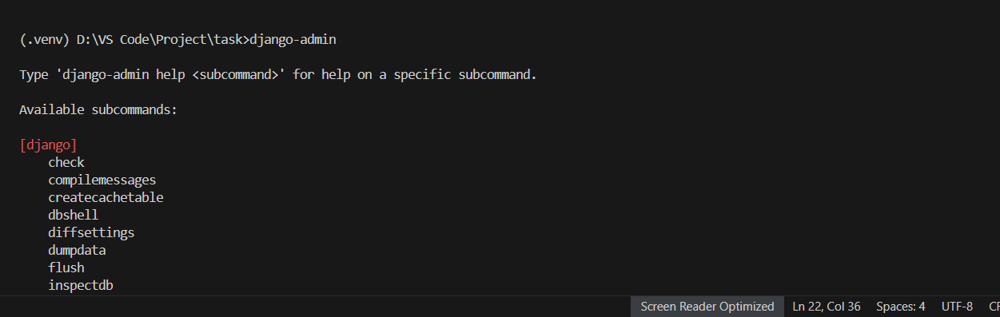 (.venv) D:\VS Code\Project\task>django-admin
Type 'django-admin help <subcommand>' for help on a specific subcommand.
Available subcommands:
[django]
check
compilemessages
createcachetable
dbshell
diffsettings
dumpdata
flush
inspectdb
Screen Reader Optimized Ln 22, Col 36 Spaces: 4 UTF-8